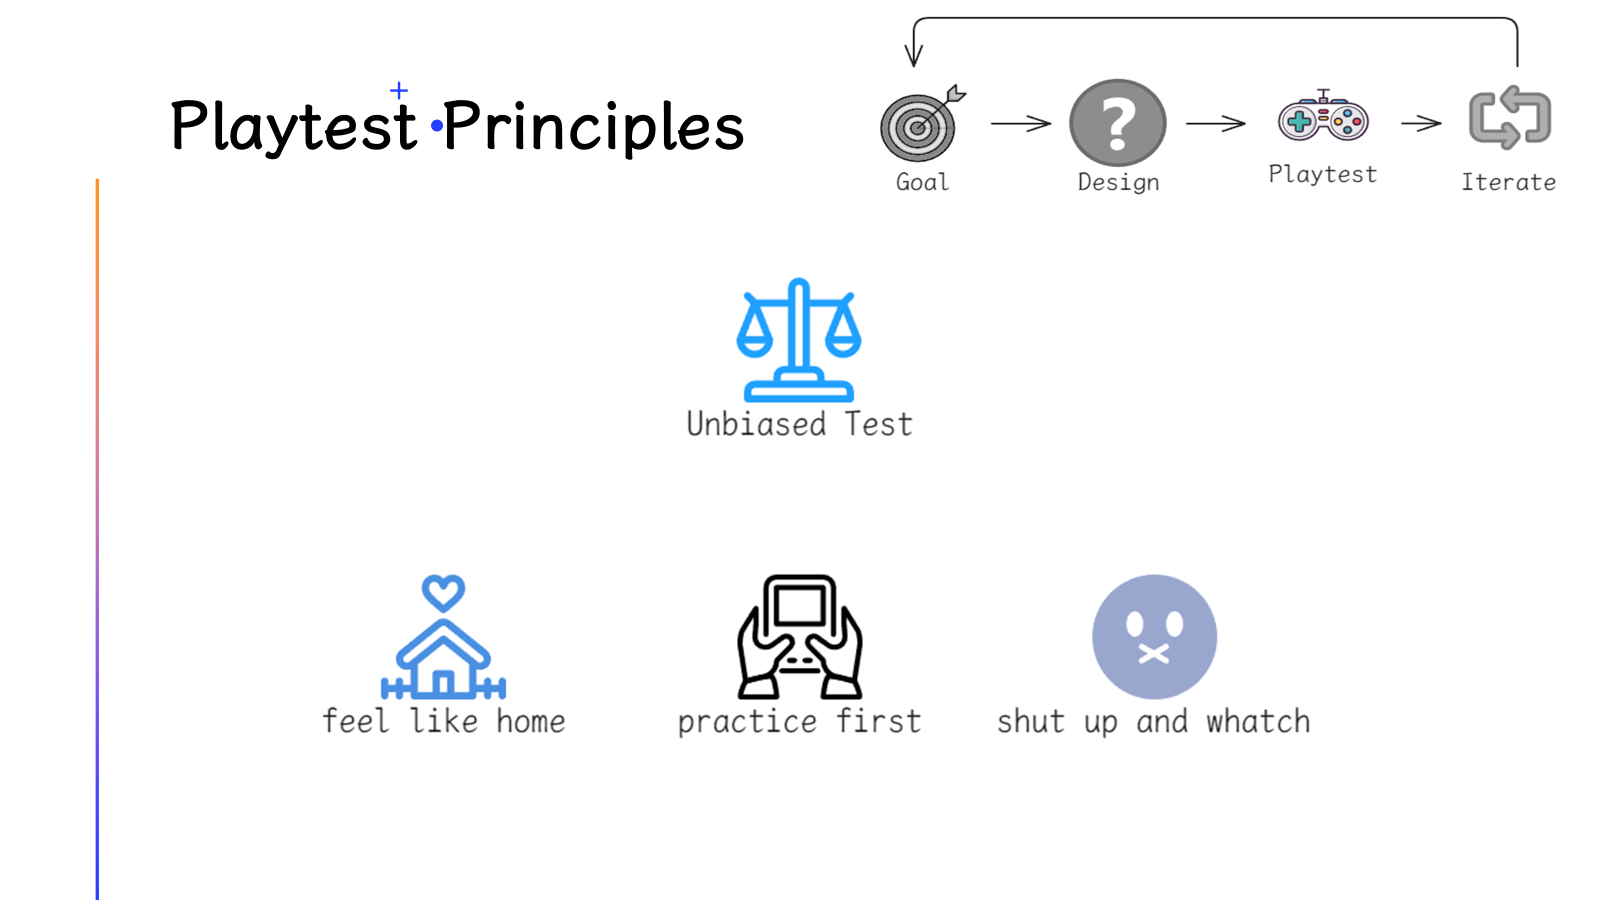 Playtest Principles
Goal
Design
Playtest
Iterate
Unbiased Test
feel like home
practice first
shut up and whatch